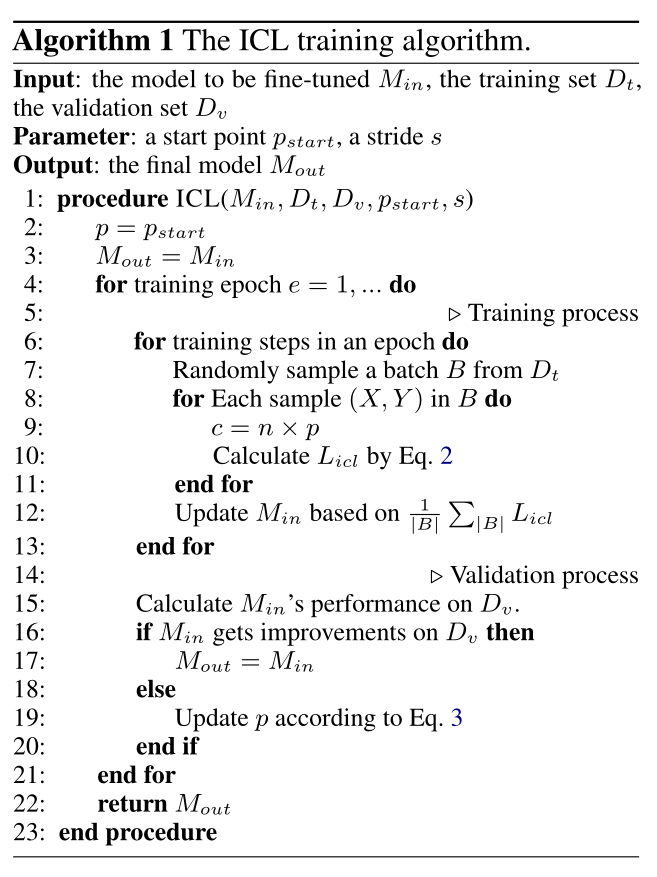 Algorithm 1 The ICL training algorithm.
Input: the model to be fine-tuned M_{in}, the training set D_t,
the validation set D_v
Parameter: a start point p_{start}, a stride s
Output: the final model M_{out}
1: procedure ICL(M_{in}, D_t, D_v, p_{start}, s)
2: p = p_{start}
3: M_{out} = M_{in}
4: for training epoch e = 1, ... do
5: ▷ Training process
6: for training steps in an epoch do
7: Randomly sample a batch B from D_t
8: for Each sample (X, Y) in B do
9: c = n × p
10: Calculate L_{icl} by Eq. 2
11: end for
12: Update M_{in} based on \frac{1}{|B|} \sum_{|B|} L_{icl}
13: end for
14: ▷ Validation process
15: Calculate M_{in}'s performance on D_v.
16: if M_{in} gets improvements on D_v then
17: M_{out} = M_{in}
18: else
19: Update p according to Eq. 3
20: end if
21: end for
22: return M_{out}
23: end procedure